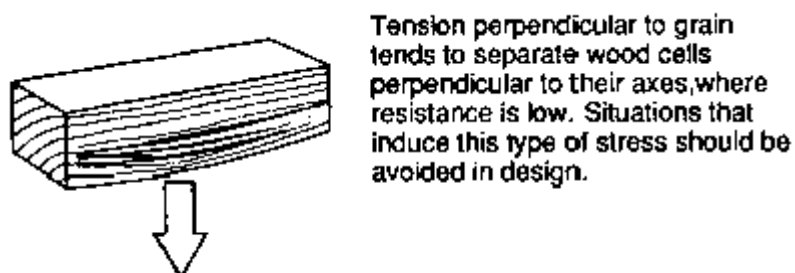 Tension perpendicular to grain
tends to separate wood cells
perpendicular to their axes,where
resistance is low. Situations that
induce this type of stress should be
avoided in design.